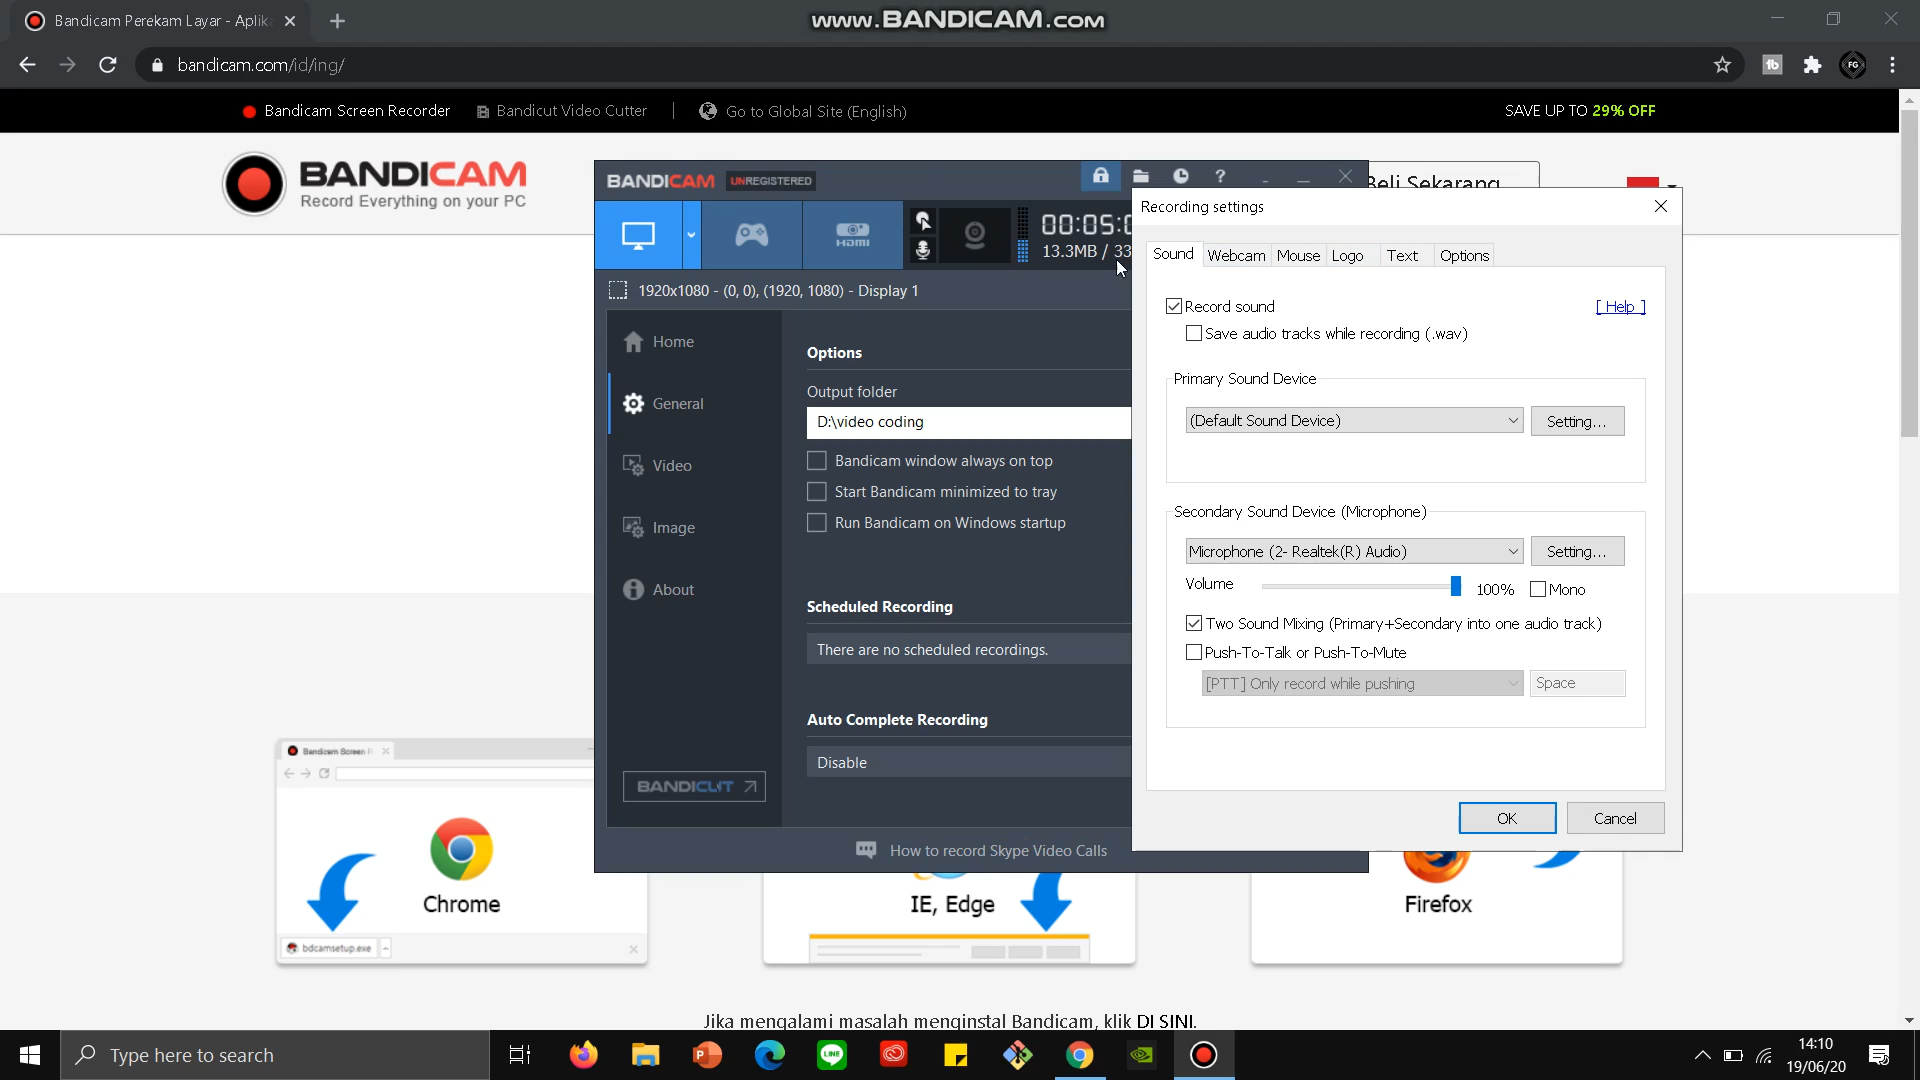 Bandicam Perekam Layar - Aplik
www.BANDICAM.com
bandicam.com/id/ing/
Bandicam Screen Recorder
Bandicut Video Cutter
Go to Global Site (English)
SAVE UP TO 29% OFF
BANDICAM
Record Everything on your PC
BANDICAM UNREGISTERED
Beli Sekarang
HDMI
00:05:0
13.3MB / 33
1920x1080 - (0, 0), (1920, 1080) - Display 1
Home
General
Video
Image
About
BANDICUT
Options
Output folder
D:\video coding
Bandicam window always on top
Start Bandicam minimized to tray
Run Bandicam on Windows startup
Scheduled Recording
There are no scheduled recordings.
Auto Complete Recording
Disable
How to record Skype Video Calls
Recording settings
Sound Webcam Mouse Logo Text Options
Record sound
[ Help ]
Save audio tracks while recording (.wav)
Primary Sound Device
(Default Sound Device)
Setting...
Secondary Sound Device (Microphone)
Microphone (2- Realtek(R) Audio)
Setting...
Volume
100%
Mono
Two Sound Mixing (Primary+Secondary into one audio track)
Push-To-Talk or Push-To-Mute
[PTT] Only record while pushing
Space
OK
Cancel
Chrome
bdcamsetup.exe
IE, Edge
Firefox
Jika mengalami masalah menginstal Bandicam, klik DI SINI.
Type here to search
LINE
14:10
19/06/20